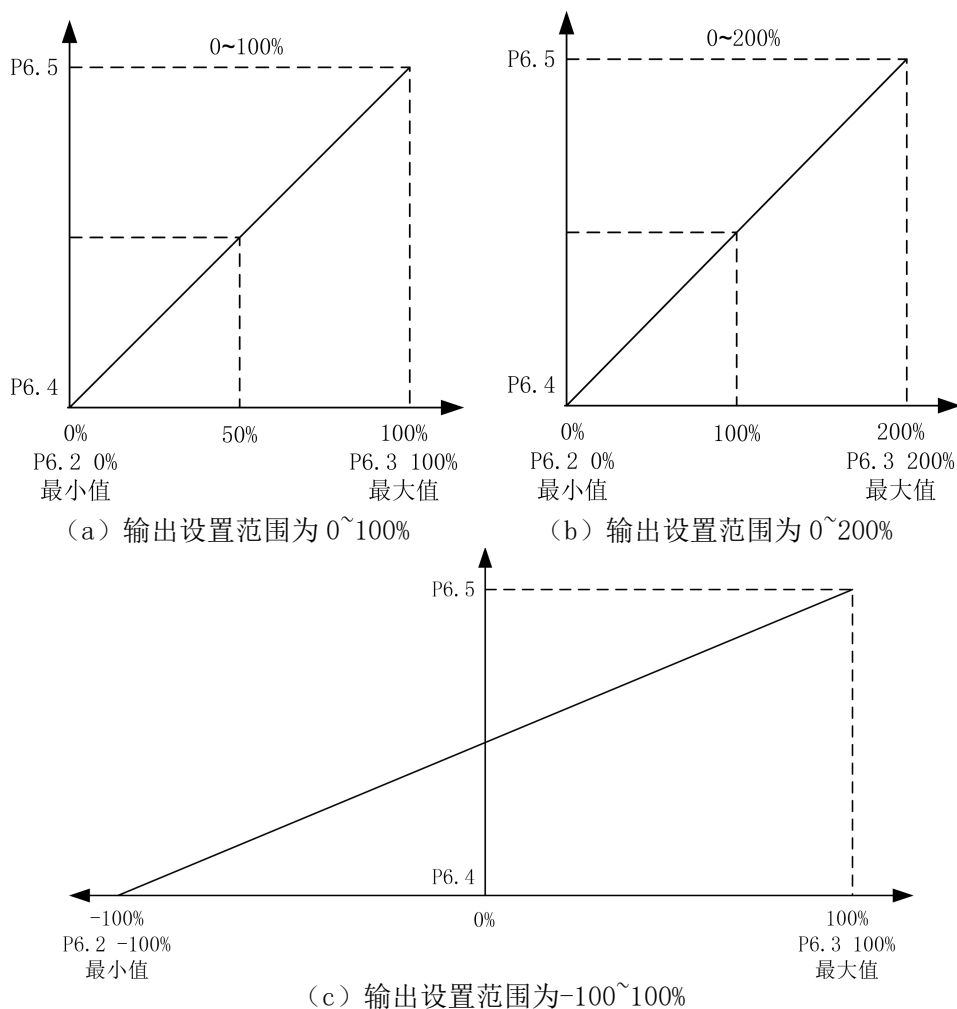 0~100%
P6.5
P6.4
0%
50%
100%
P6.2 0%
P6.3 100%
最小值
最大值
（a）输出设置范围为 0~100%
0~200%
P6.5
P6.4
0%
100%
200%
P6.2 0%
P6.3 200%
最小值
最大值
（b）输出设置范围为 0~200%
P6.5
P6.4
-100%
0%
100%
P6.2 -100%
P6.3 100%
最小值
最大值
（c）输出设置范围为-100~100%